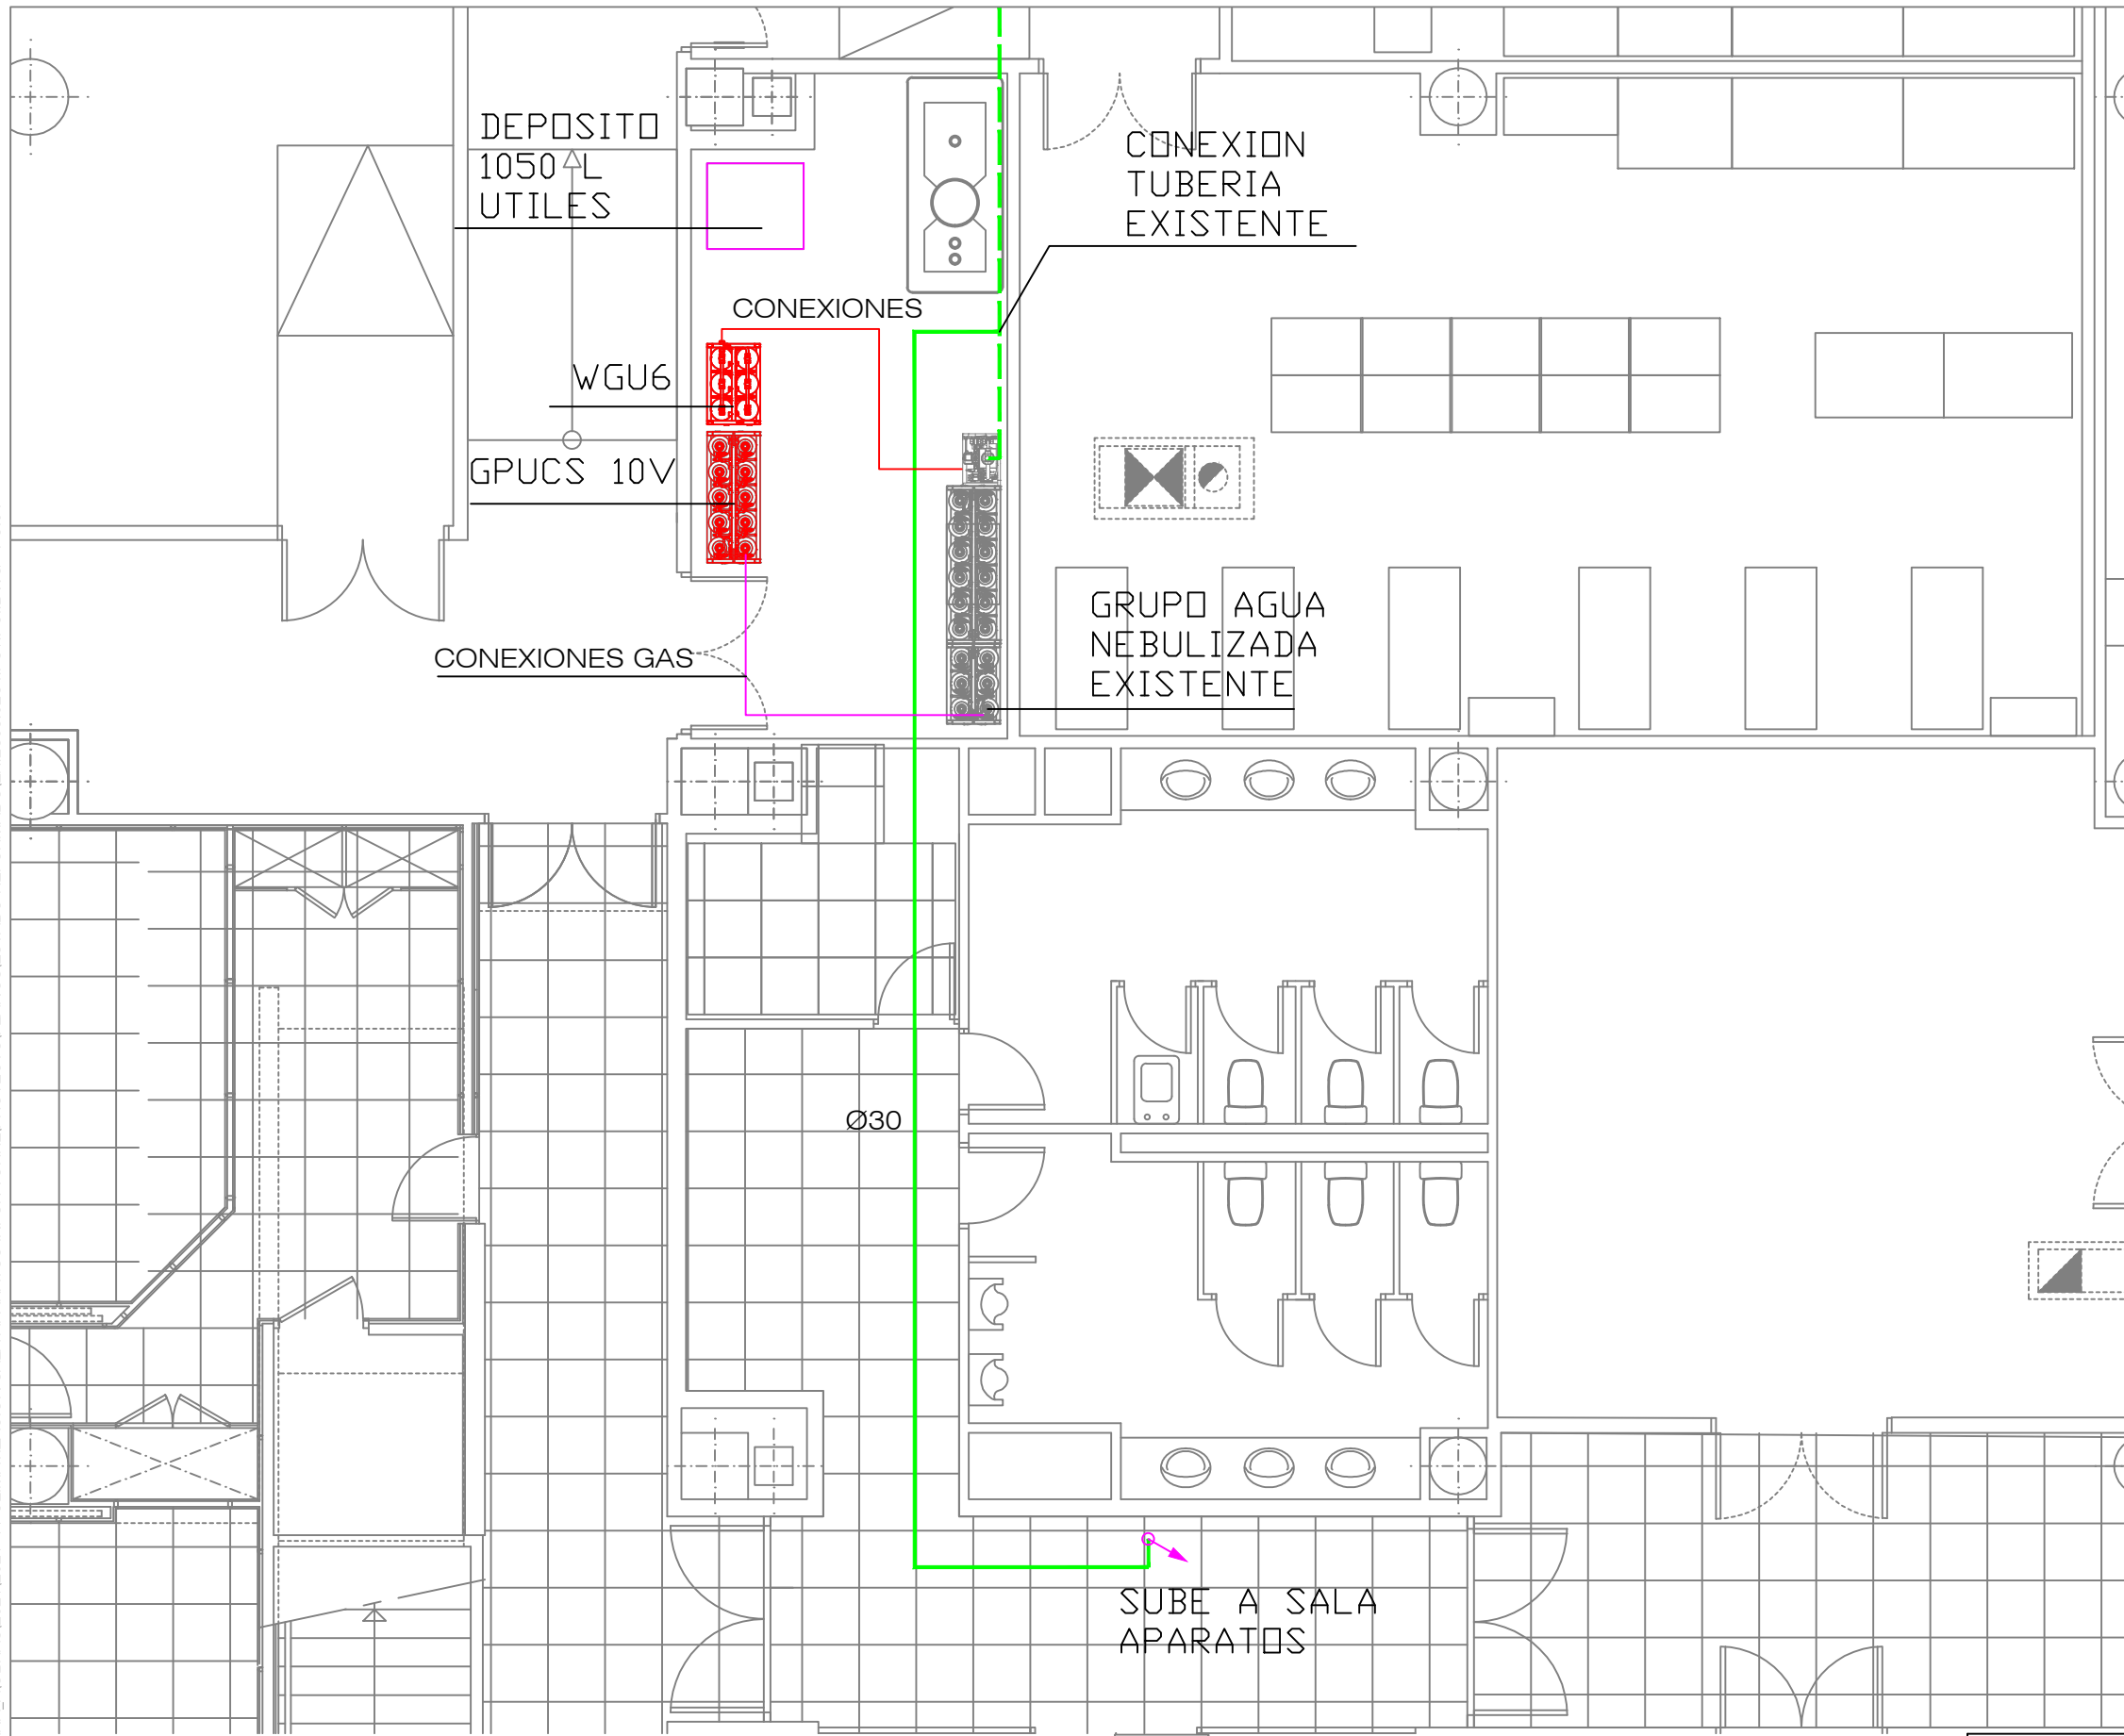 DEPOSITO
1050 L
UTILES
CONEXION
TUBERIA
EXISTENTE
CONEXIONES
WGU6
GPUCS 10V
GRUPO AGUA
NEBULIZADA
EXISTENTE
CONEXIONES GAS
Ø30
SUBE A SALA
APARATOS